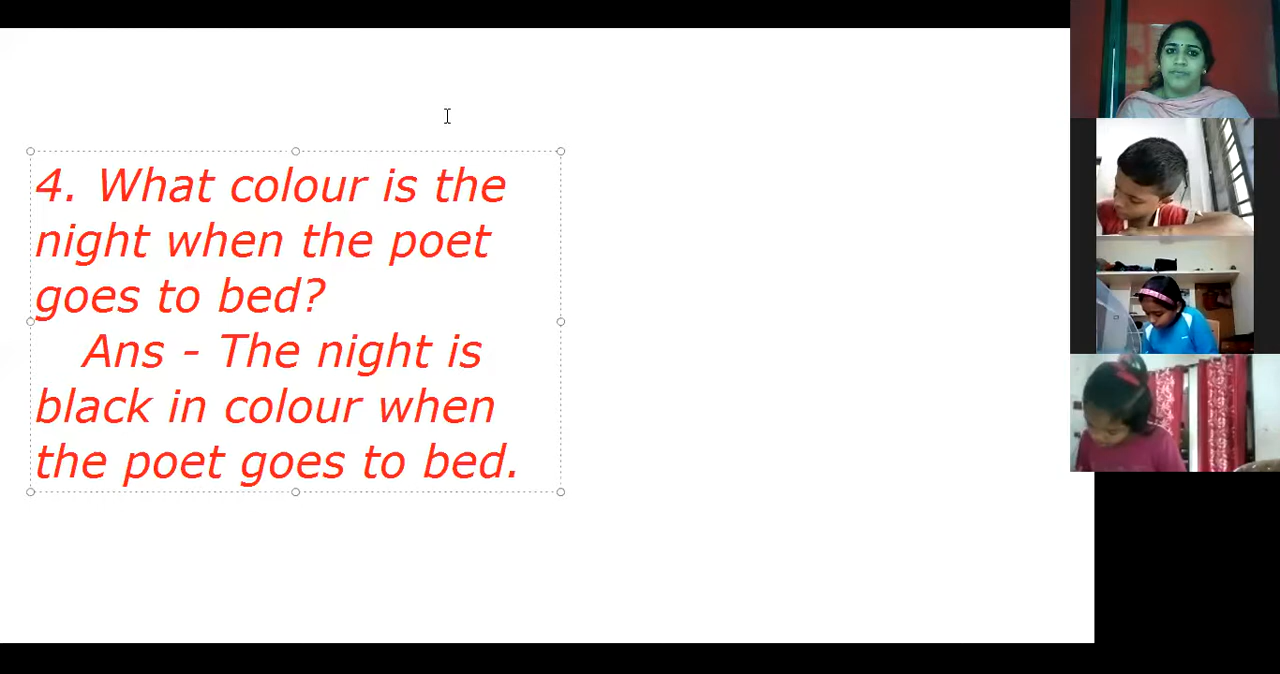 4. What colour is the
night when the poet
goes to bed?
Ans - The night is
black in colour when
the poet goes to bed.